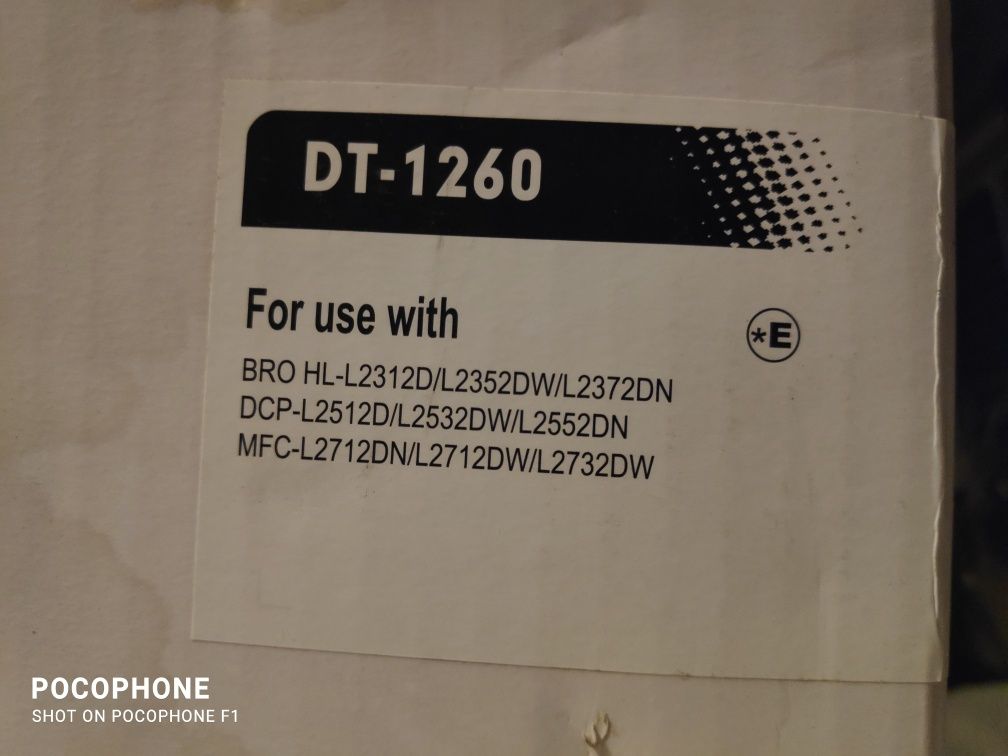 DT-1260
For use with
*E
BRO HL-L2312D/L2352DW/L2372DN
DCP-L2512D/L2532DW/L2552DN
MFC-L2712DN/L2712DW/L2732DW
POCOPHONE
SHOT ON POCOPHONE F1